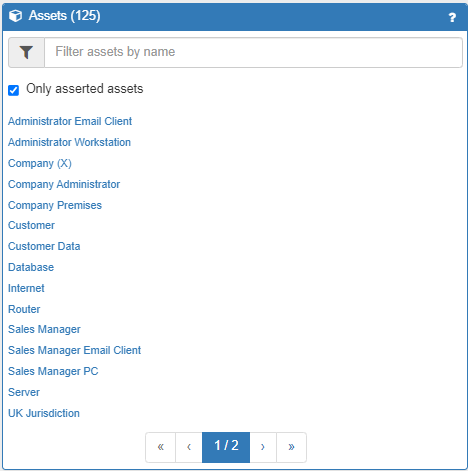 Assets (125) ?
Filter assets by name
Only asserted assets
Administrator Email Client
Administrator Workstation
Company (X)
Company Administrator
Company Premises
Customer
Customer Data
Database
Internet
Router
Sales Manager
Sales Manager Email Client
Sales Manager PC
Server
UK Jurisdiction
« ‹ 1 / 2 › »